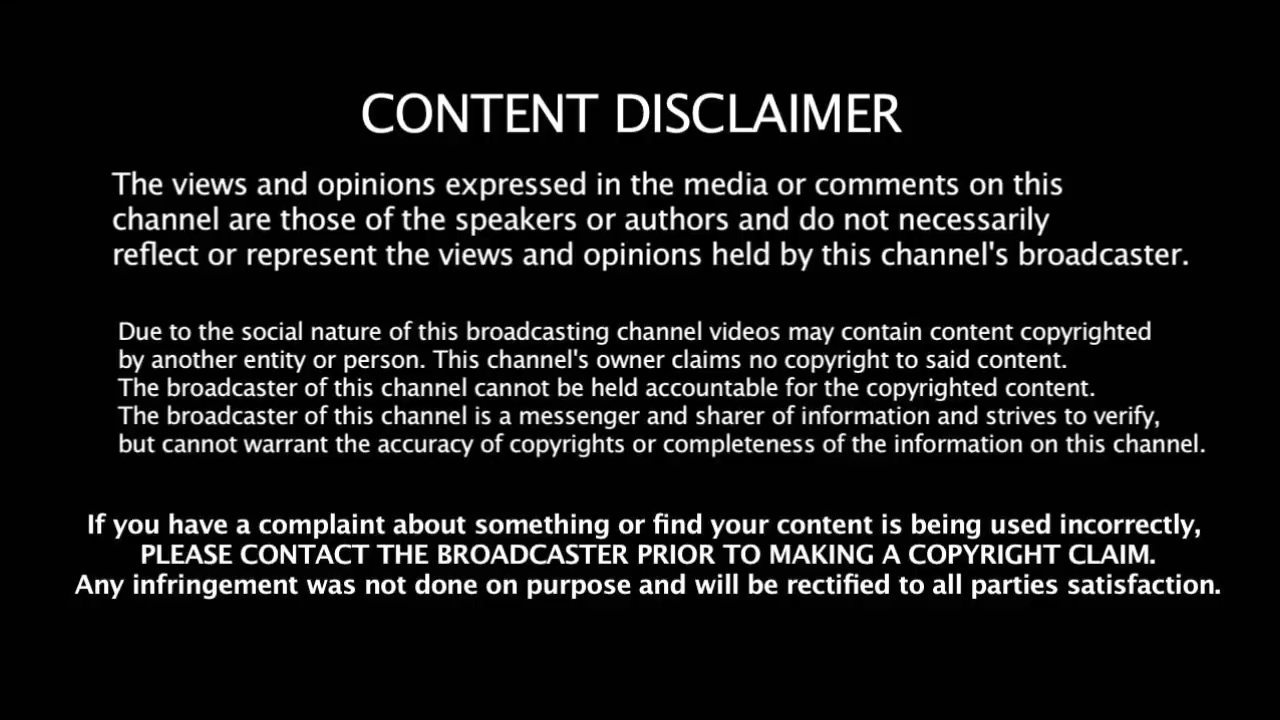 CONTENT DISCLAIMER
The views and opinions expressed in the media or comments on this
channel are those of the speakers or authors and do not necessarily
reflect or represent the views and opinions held by this channel's broadcaster.
Due to the social nature of this broadcasting channel videos may contain content copyrighted
by another entity or person. This channel's owner claims no copyright to said content.
The broadcaster of this channel cannot be held accountable for the copyrighted content.
The broadcaster of this channel is a messenger and sharer of information and strives to verify,
but cannot warrant the accuracy of copyrights or completeness of the information on this channel.
If you have a complaint about something or find your content is being used incorrectly,
PLEASE CONTACT THE BROADCASTER PRIOR TO MAKING A COPYRIGHT CLAIM.
Any infringement was not done on purpose and will be rectified to all parties satisfaction.